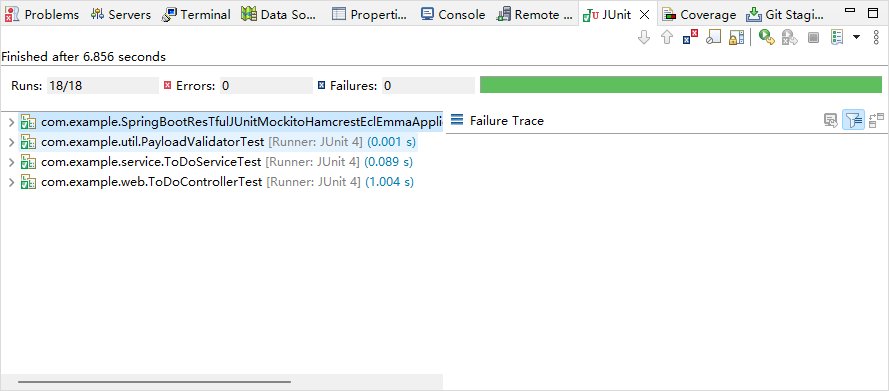 Problems Servers Terminal Data So... Properti... Console Remote ... JUnit Coverage Git Stagi...
Finished after 6.856 seconds
Runs: 18/18 Errors: 0 Failures: 0
com.example.SpringBootResTfulJUnitMockitoHamcrestEclEmmaApplic
Failure Trace
com.example.util.PayloadValidatorTest [Runner: JUnit 4] (0.001 s)
com.example.service.ToDoServiceTest [Runner: JUnit 4] (0.089 s)
com.example.web.ToDoControllerTest [Runner: JUnit 4] (1.004 s)